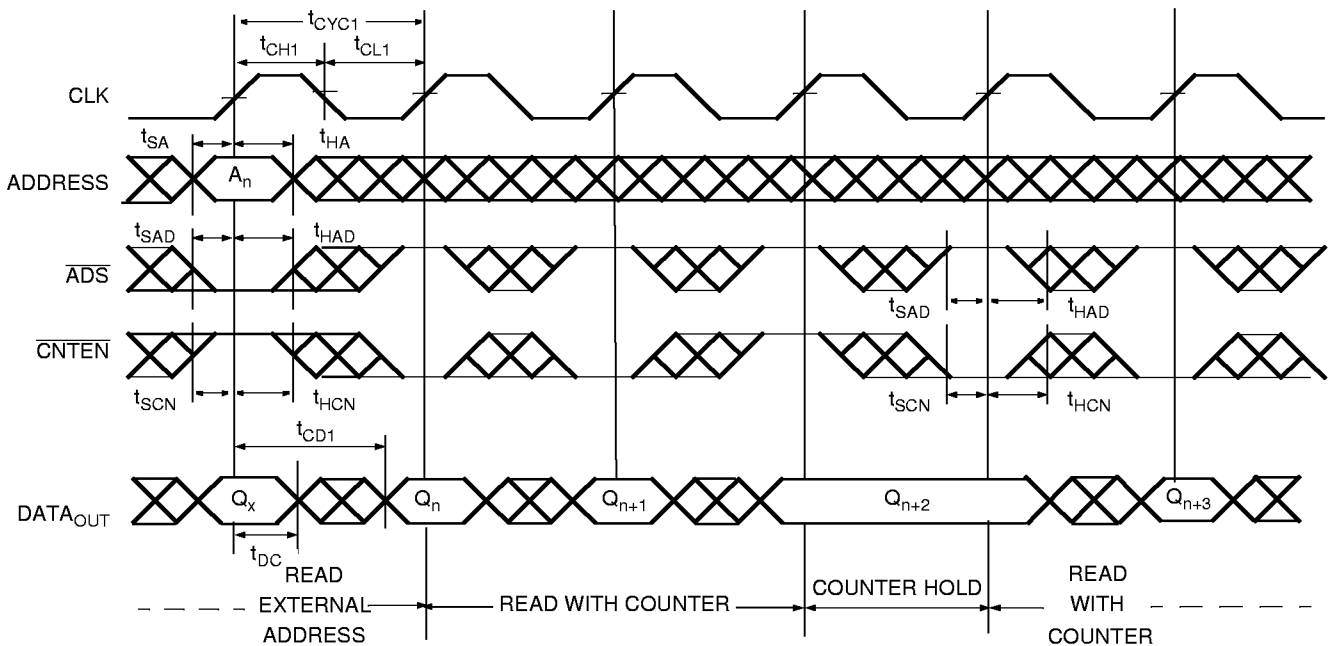 tCYC1
tCH1 tCL1
CLK
tSA tHA
ADDRESS An
tSAD tHAD
ADS
tSAD tHAD
CNTEN
tSCN tHCN tSCN tHCN
tCD1
DATAOUT Qx Qn Qn+1 Qn+2 Qn+3
tDC
READ EXTERNAL ADDRESS
READ WITH COUNTER
COUNTER HOLD
READ WITH COUNTER